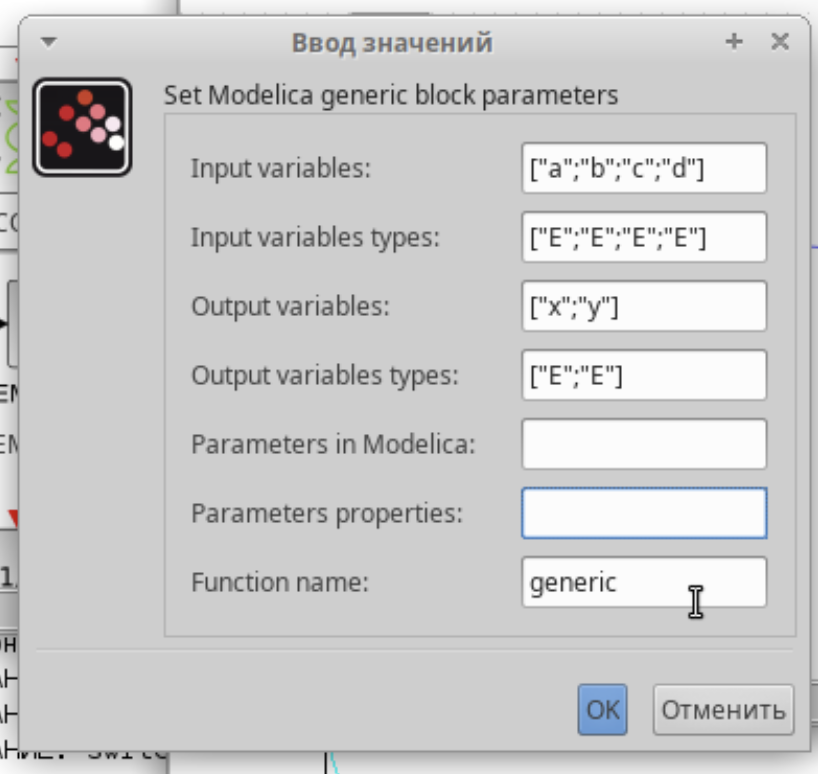 Ввод значений
Set Modelica generic block parameters
Input variables: ["a";"b";"c";"d"]
Input variables types: ["E";"E";"E";"E"]
Output variables: ["x";"y"]
Output variables types: ["E";"E"]
Parameters in Modelica:
Parameters properties:
Function name: generic
OK Отменить